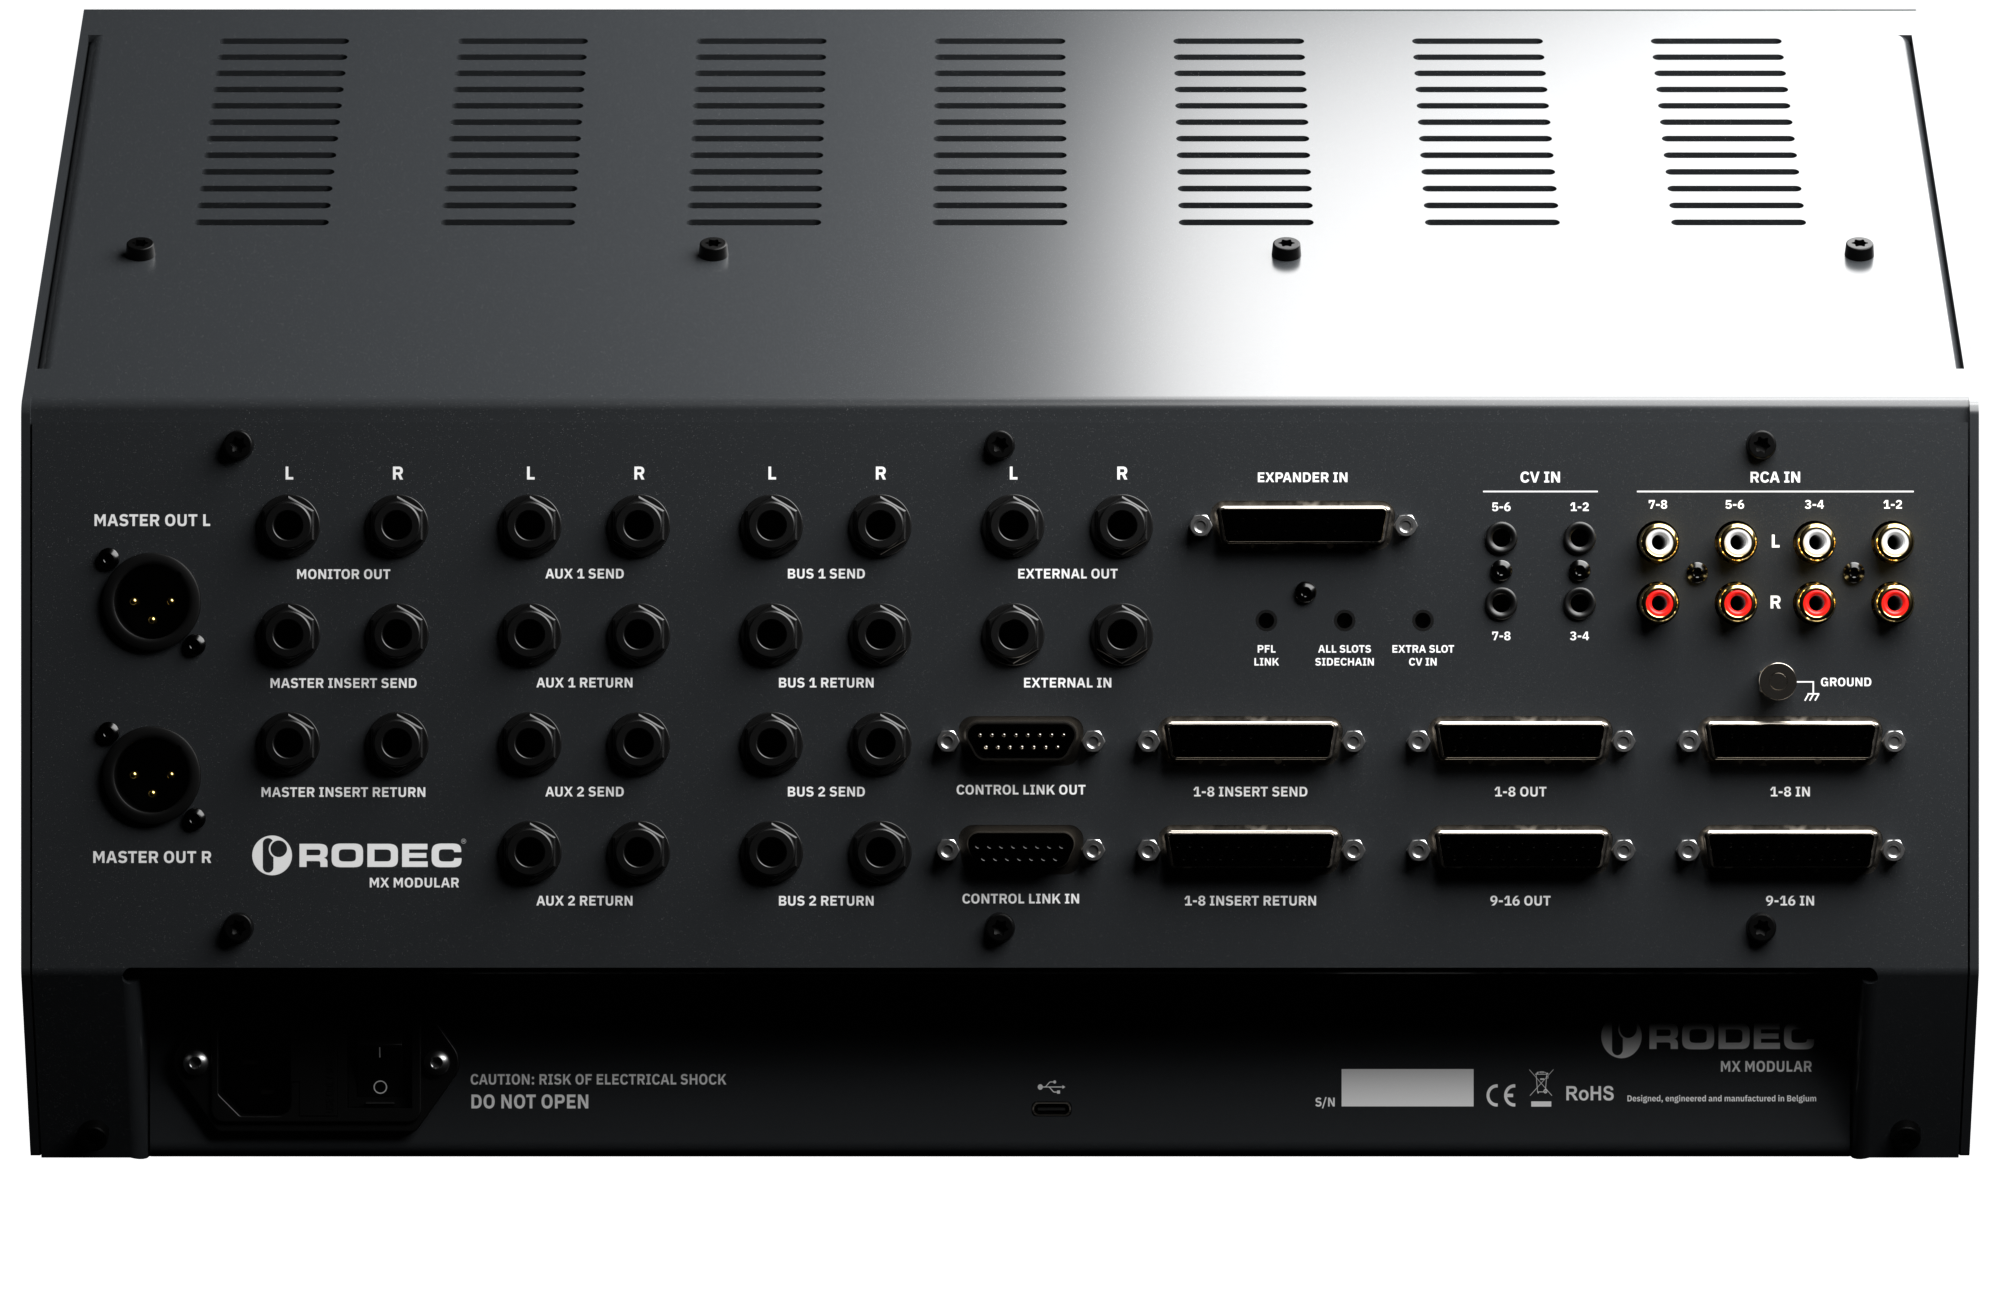 L R L R L R L R
EXPANDER IN
CV IN
RCA IN
5-6 1-2
7-8 5-6 3-4 1-2
MASTER OUT L
L
MONITOR OUT
AUX 1 SEND
BUS 1 SEND
EXTERNAL OUT
R
7-8 3-4
PFL
LINK
ALL SLOTS
SIDECHAIN
EXTRA SLOT
CV IN
MASTER INSERT SEND
AUX 1 RETURN
BUS 1 RETURN
EXTERNAL IN
GROUND
MASTER INSERT RETURN
AUX 2 SEND
BUS 2 SEND
CONTROL LINK OUT
1-8 INSERT SEND
1-8 OUT
1-8 IN
MASTER OUT R
RODEC®
MX MODULAR
AUX 2 RETURN
BUS 2 RETURN
CONTROL LINK IN
1-8 INSERT RETURN
9-16 OUT
9-16 IN
RODEC
MX MODULAR
CAUTION: RISK OF ELECTRICAL SHOCK
DO NOT OPEN
S/N
CE
RoHS
Designed, engineered and manufactured in Belgium